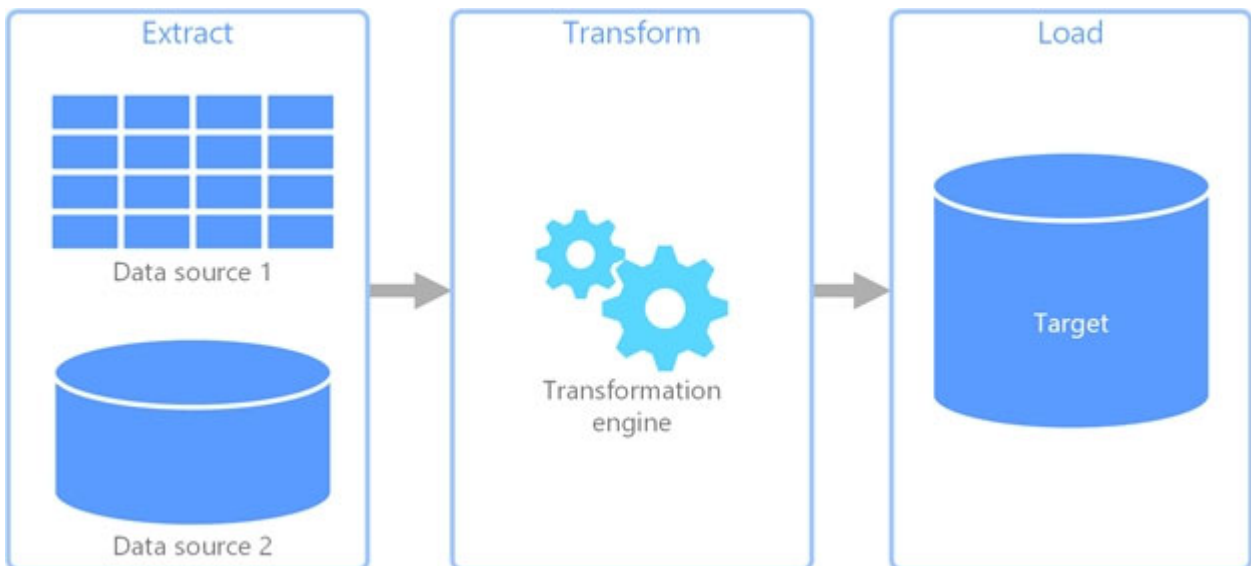 Extract
Data source 1
Data source 2
Transform
Transformation
engine
Load
Target